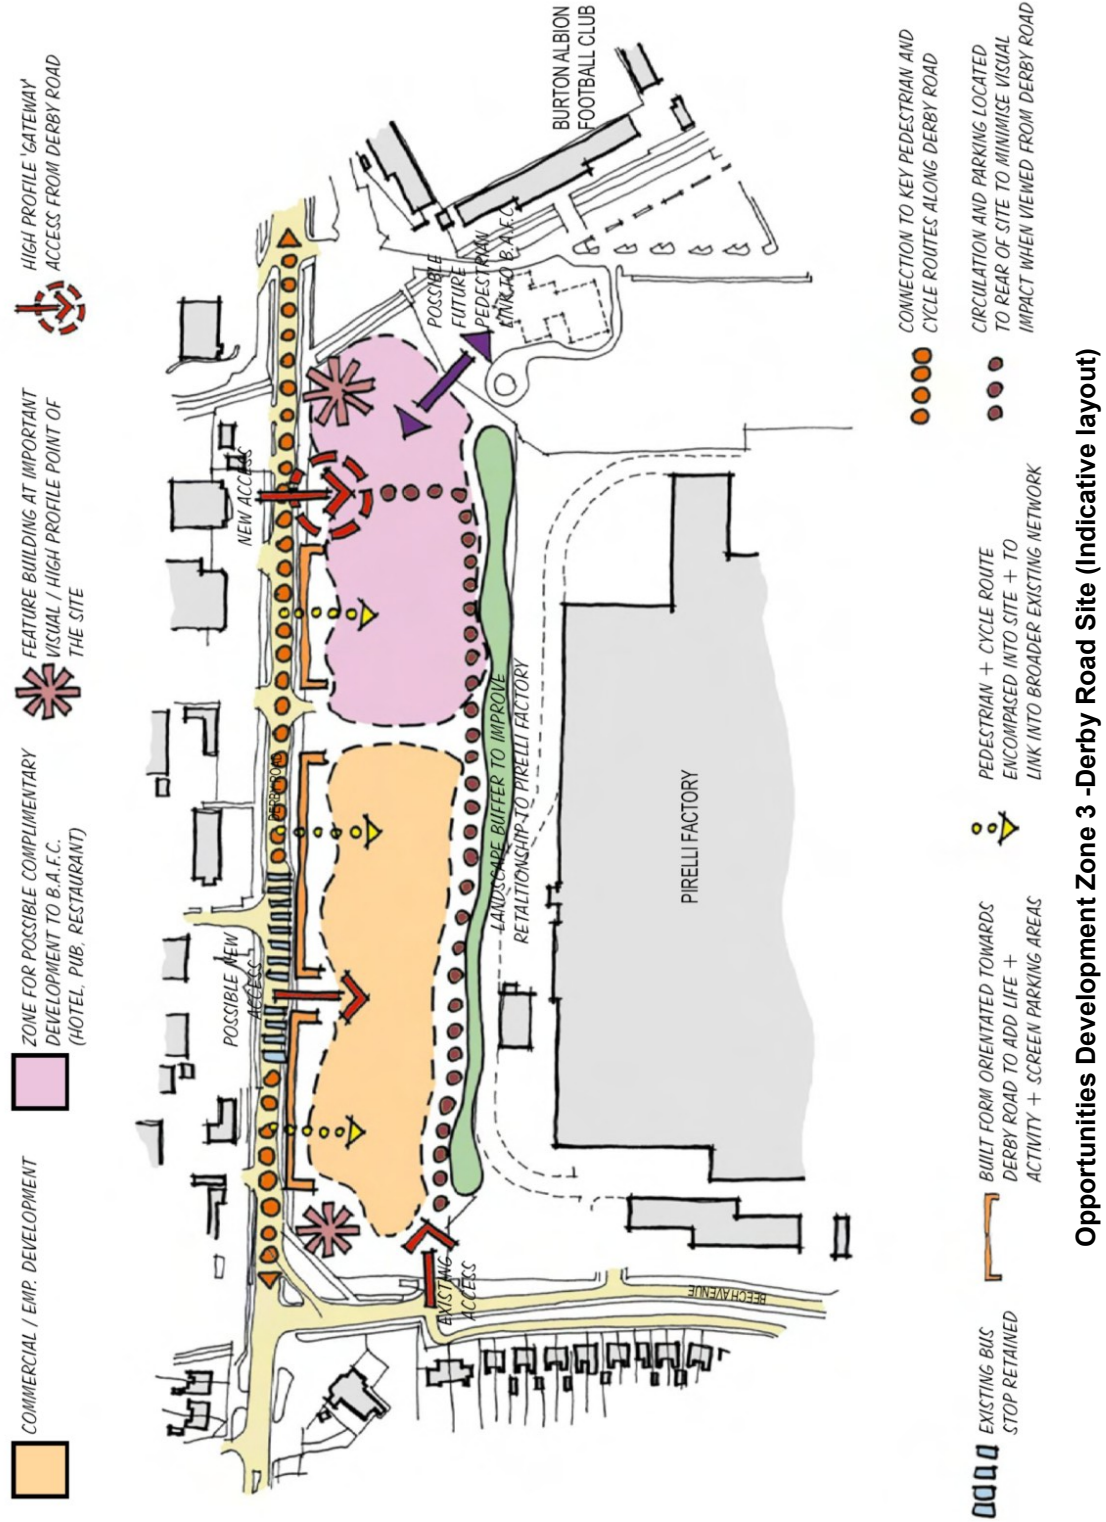 COMMERCIAL / EMP. DEVELOPMENT
ZONE FOR POSSIBLE COMPLIMENTARY
DEVELOPMENT TO B.A.F.C.
(HOTEL, PUB, RESTAURANT)
FEATURE BUILDING AT IMPORTANT
VISUAL / HIGH PROFILE POINT OF
THE SITE
HIGH PROFILE 'GATEWAY'
ACCESS FROM DERBY ROAD
POSSIBLE NEW
ACCESS
DERBY ROAD
NEW ACCESS
EXISTING
ACCESS
BEECH AVENUE
LANDSCAPE BUFFER TO IMPROVE
RETALIONSHIP TO PIRELLI FACTORY
POSSIBLE
FUTURE
PEDESTRIAN
LINK TO B.A.F.C.
BURTON ALBION
FOOTBALL CLUB
PIRELLI FACTORY
EXISTING BUS
STOP RETAINED
BUILT FORM ORIENTATED TOWARDS
DERBY ROAD TO ADD LIFE +
ACTIVITY + SCREEN PARKING AREAS
PEDESTRIAN + CYCLE ROUTE
ENCOMPASED INTO SITE + TO
LINK INTO BROADER EXISTING NETWORK
CONNECTION TO KEY PEDESTRIAN AND
CYCLE ROUTES ALONG DERBY ROAD
CIRCULATION AND PARKING LOCATED
TO REAR OF SITE TO MINIMISE VISUAL
IMPACT WHEN VIEWED FROM DERBY ROAD
Opportunities Development Zone 3 -Derby Road Site (Indicative layout)